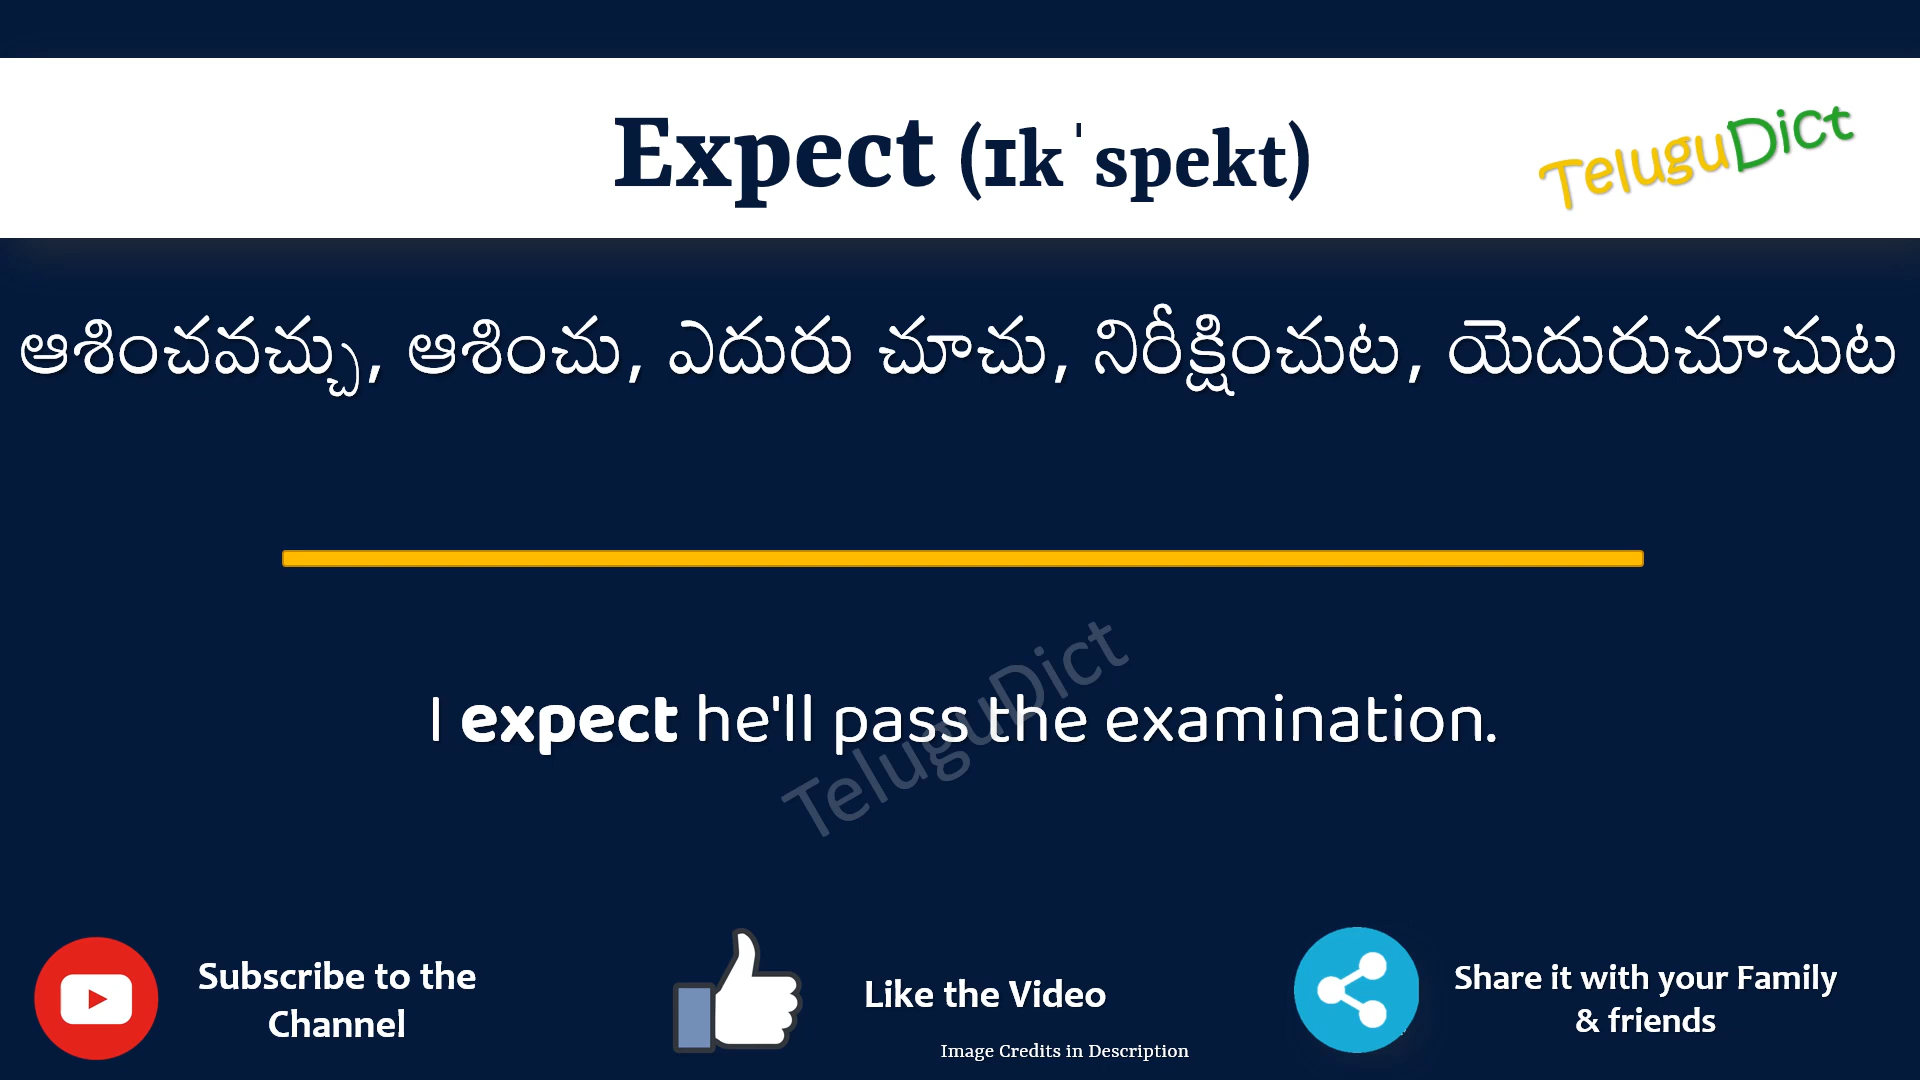 Expect (ɪkˈspekt)
TeluguDict
ఆశించవచ్చు, ఆశించు, ఎదురు చూచు, నిరీక్షించుట, యెదురుచూచుట
I expect he'll pass the examination.
TeluguDict
Subscribe to the
Channel
Like the Video
Image Credits in Description
Share it with your Family
& friends